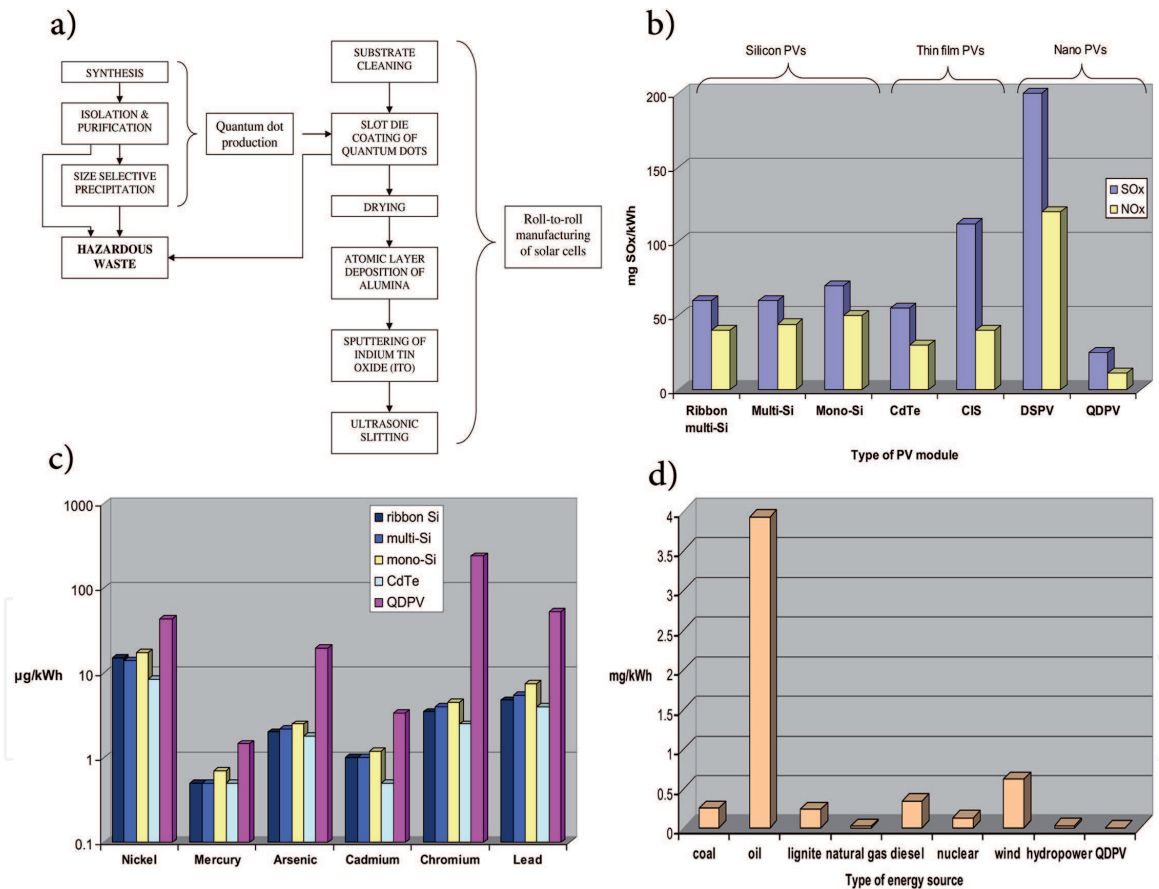 a)
SYNTHESIS
ISOLATION &
PURIFICATION
SIZE SELECTIVE
PRECIPITATION
HAZARDOUS
WASTE
Quantum dot
production
SUBSTRATE
CLEANING
SLOT DIE
COATING OF
QUANTUM DOTS
DRYING
ATOMIC LAYER
DEPOSITION OF
ALUMINA
SPUTTERING OF
INDIUM TIN
OXIDE (ITO)
ULTRASONIC
SLITTING
Roll-to-roll
manufacturing
of solar cells
b)
Silicon PVs
Thin film PVs
Nano PVs
mg SOx/kWh
200
150
100
50
0
SOx
NOx
Ribbon
multi-Si
Multi-Si
Mono-Si
CdTe
CIS
DSPV
QDPV
Type of PV module
c)
µg/kWh
1000
100
10
1
0.1
ribbon Si
multi-Si
mono-Si
CdTe
QDPV
Nickel
Mercury
Arsenic
Cadmium
Chromium
Lead
d)
mg/kWh
4
3.5
3
2.5
2
1.5
1
0.5
0
coal
oil
lignite
natural gas
diesel
nuclear
wind
hydropower
QDPV
Type of energy source